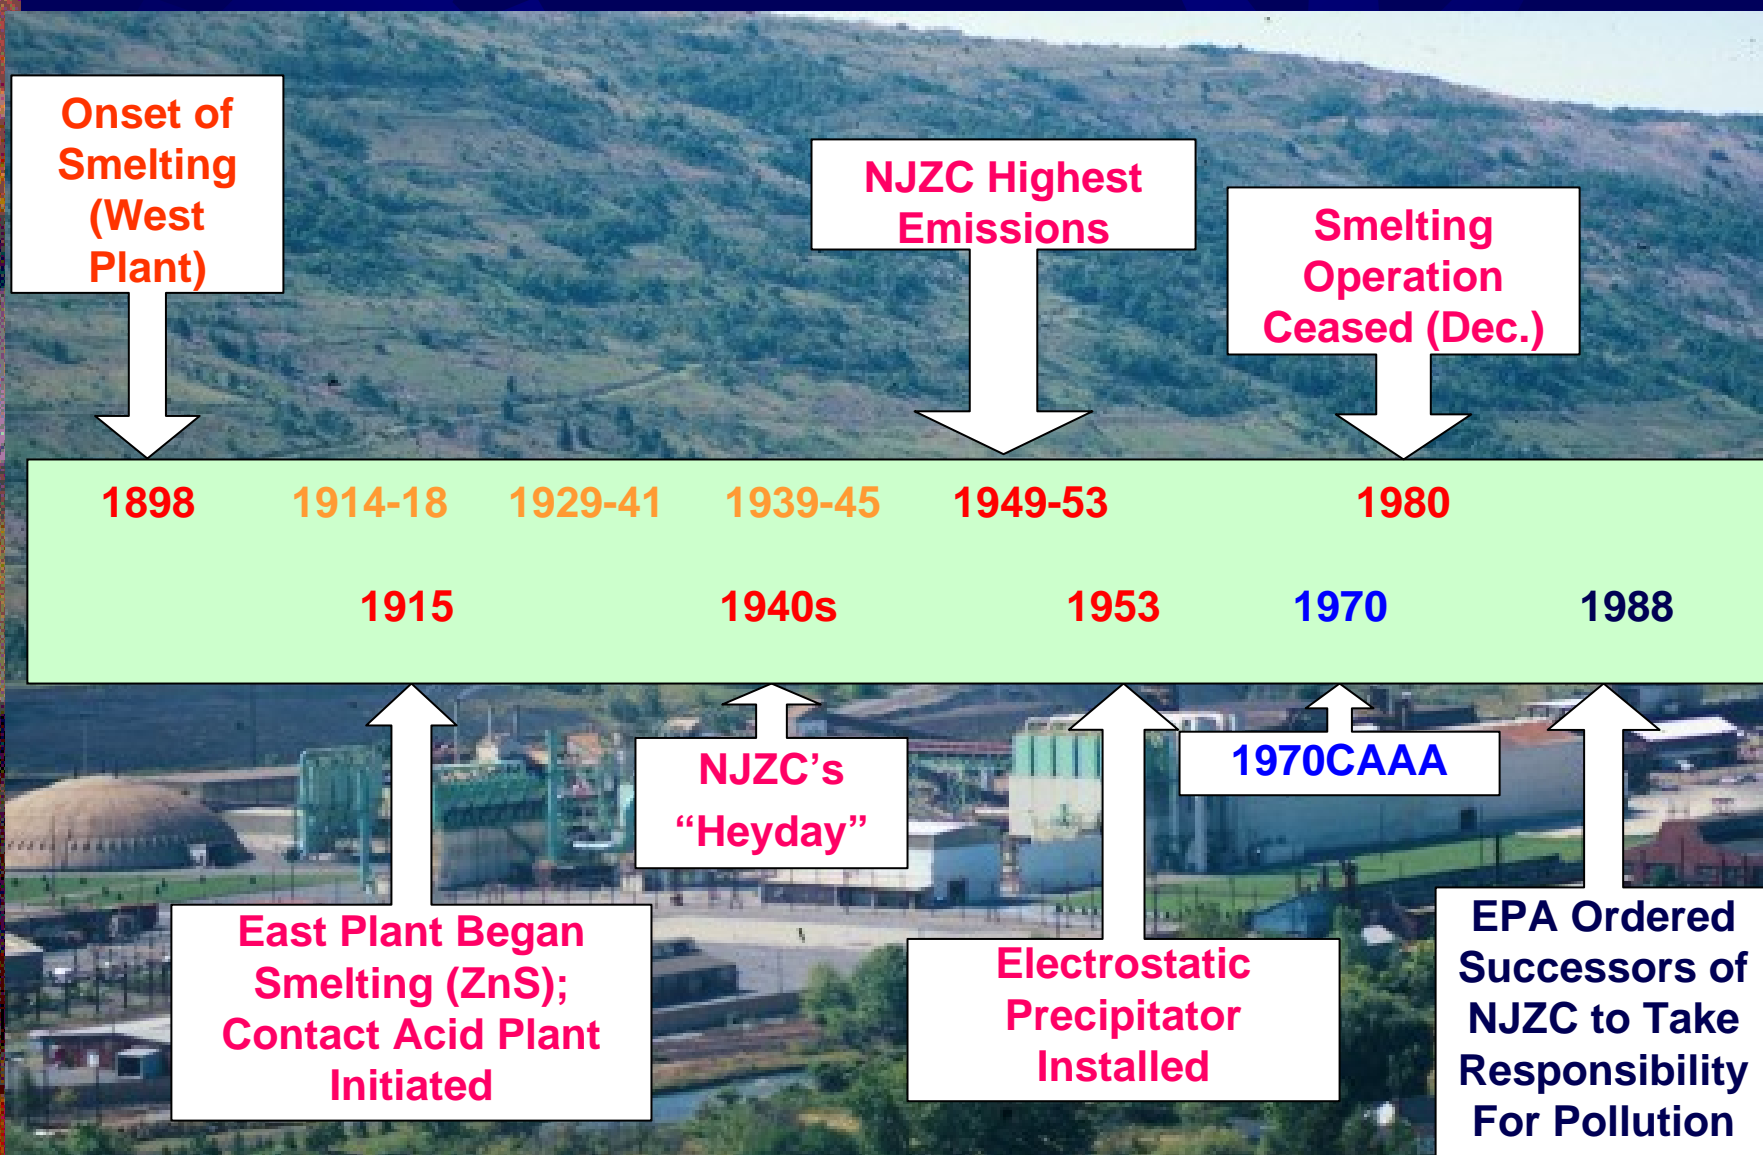 Onset of
Smelting
(West
Plant)
NJZC Highest
Emissions
Smelting
Operation
Ceased (Dec.)
1898 1914-18 1929-41 1939-45 1949-53 1980
1915 1940s 1953 1970 1988
East Plant Began
Smelting (ZnS);
Contact Acid Plant
Initiated
NJZC’s
“Heyday”
Electrostatic
Precipitator
Installed
1970CAAA
EPA Ordered
Successors of
NJZC to Take
Responsibility
For Pollution